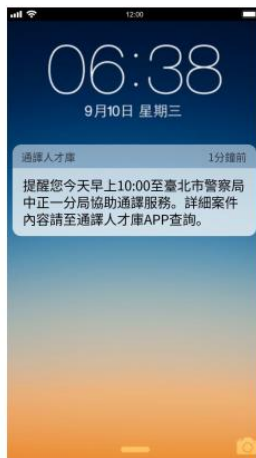 12:00
06:38
9月10日 星期三
通譯人才庫 1分鐘前
提醒您今天早上10:00至臺北市警察局
中正一分局協助通譯服務。詳細案件
內容請至通譯人才庫APP查詢。